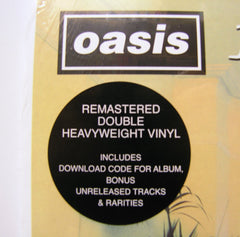 oasis
REMASTERED
DOUBLE
HEAVYWEIGHT VINYL
INCLUDES
DOWNLOAD CODE FOR ALBUM,
BONUS
UNRELEASED TRACKS
& RARITIES